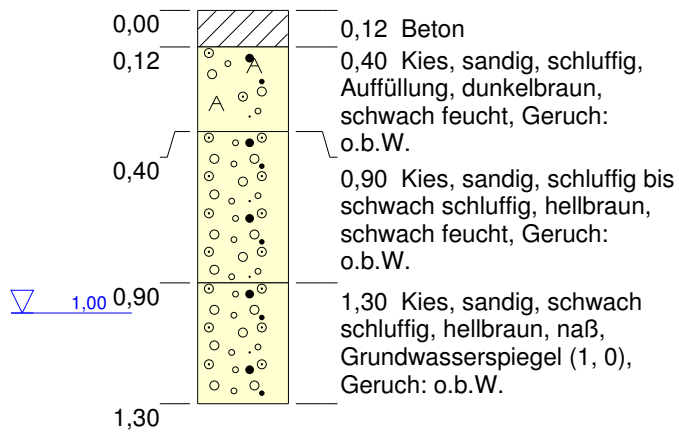 0,00
0,12 Beton
0,12
0,40 Kies, sandig, schluffig,
Auffüllung, dunkelbraun,
schwach feucht, Geruch:
o.b.W.
0,40
0,90 Kies, sandig, schluffig bis
schwach schluffig, hellbraun,
schwach feucht, Geruch:
o.b.W.
1,00 0,90
1,30 Kies, sandig, schwach
schluffig, hellbraun, naß,
Grundwasserspiegel (1, 0),
Geruch: o.b.W.
1,30
A
A